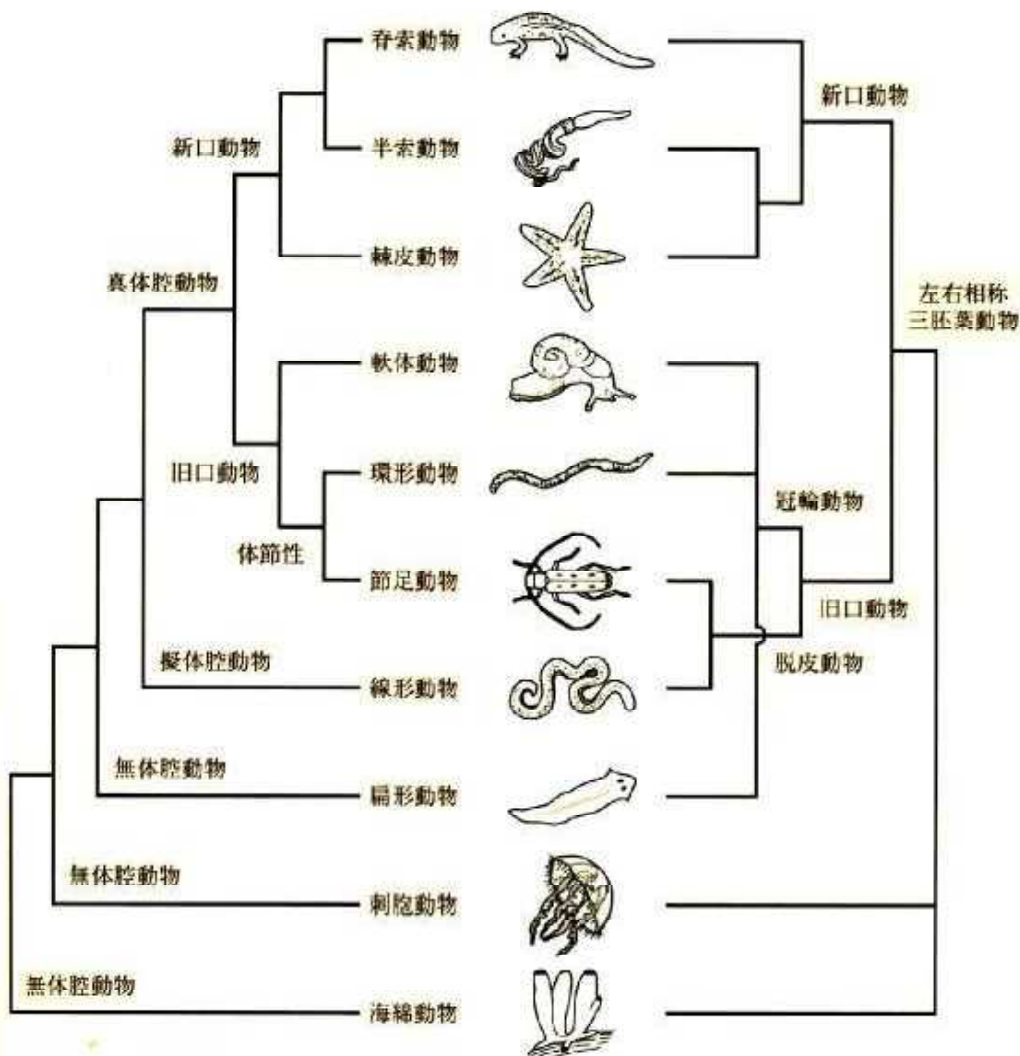 脊索動物
新口動物
新口動物
半索動物
真体腔動物
棘皮動物
左右相称
三胚葉動物
軟体動物
旧口動物
環形動物
冠輪動物
体節性
節足動物
旧口動物
擬体腔動物
脱皮動物
線形動物
無体腔動物
扁形動物
無体腔動物
刺胞動物
無体腔動物
海綿動物